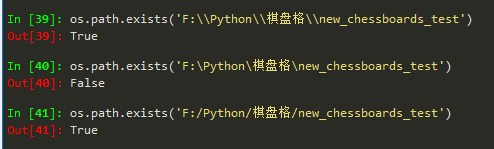 In [39]: os.path.exists('F:\\Python\\棋盘格\\new_chessboards_test')
Out[39]: True
In [40]: os.path.exists('F:\Python\棋盘格\new_chessboards_test')
Out[40]: False
In [41]: os.path.exists('F:/Python/棋盘格/new_chessboards_test')
Out[41]: True